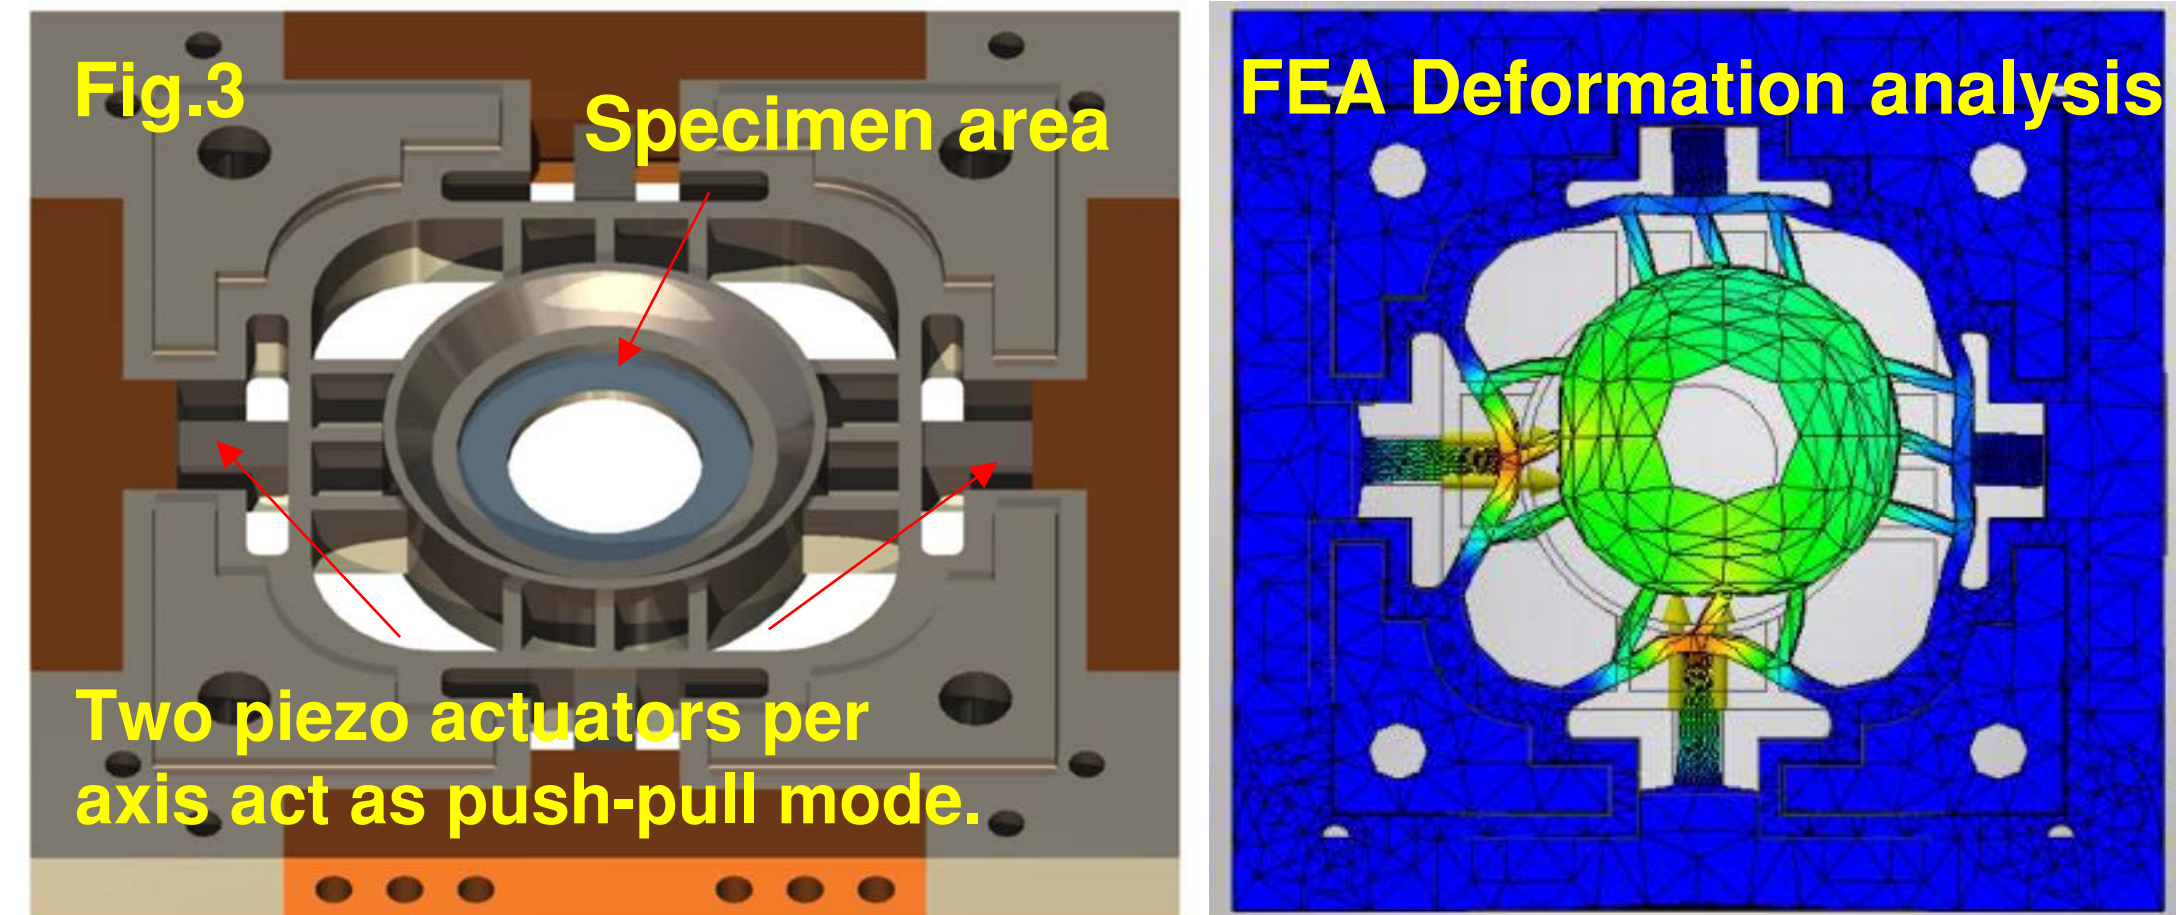 Fig.3
Specimen area
Two piezo actuators per
axis act as push-pull mode.
FEA Deformation analysis